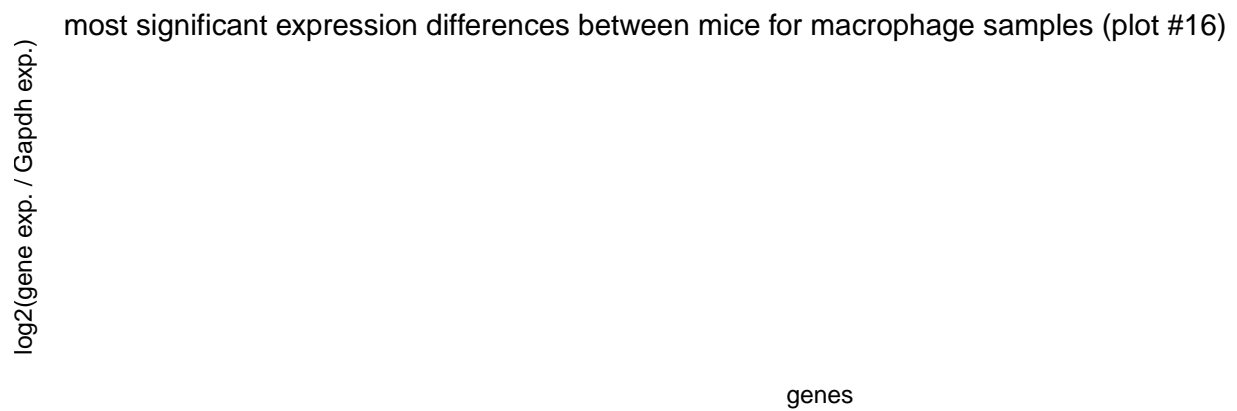 most significant expression differences between mice for macrophage samples (plot #16)
log2(gene exp. / Gapdh exp.)
genes